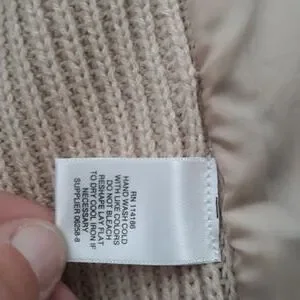 RN 114186
HAND WASH COLD
WITH LIKE COLORS
DO NOT BLEACH
RESHAPE LAY FLAT
TO DRY COOL IRON IF
NECESSARY
SUPPLIER 06258-8